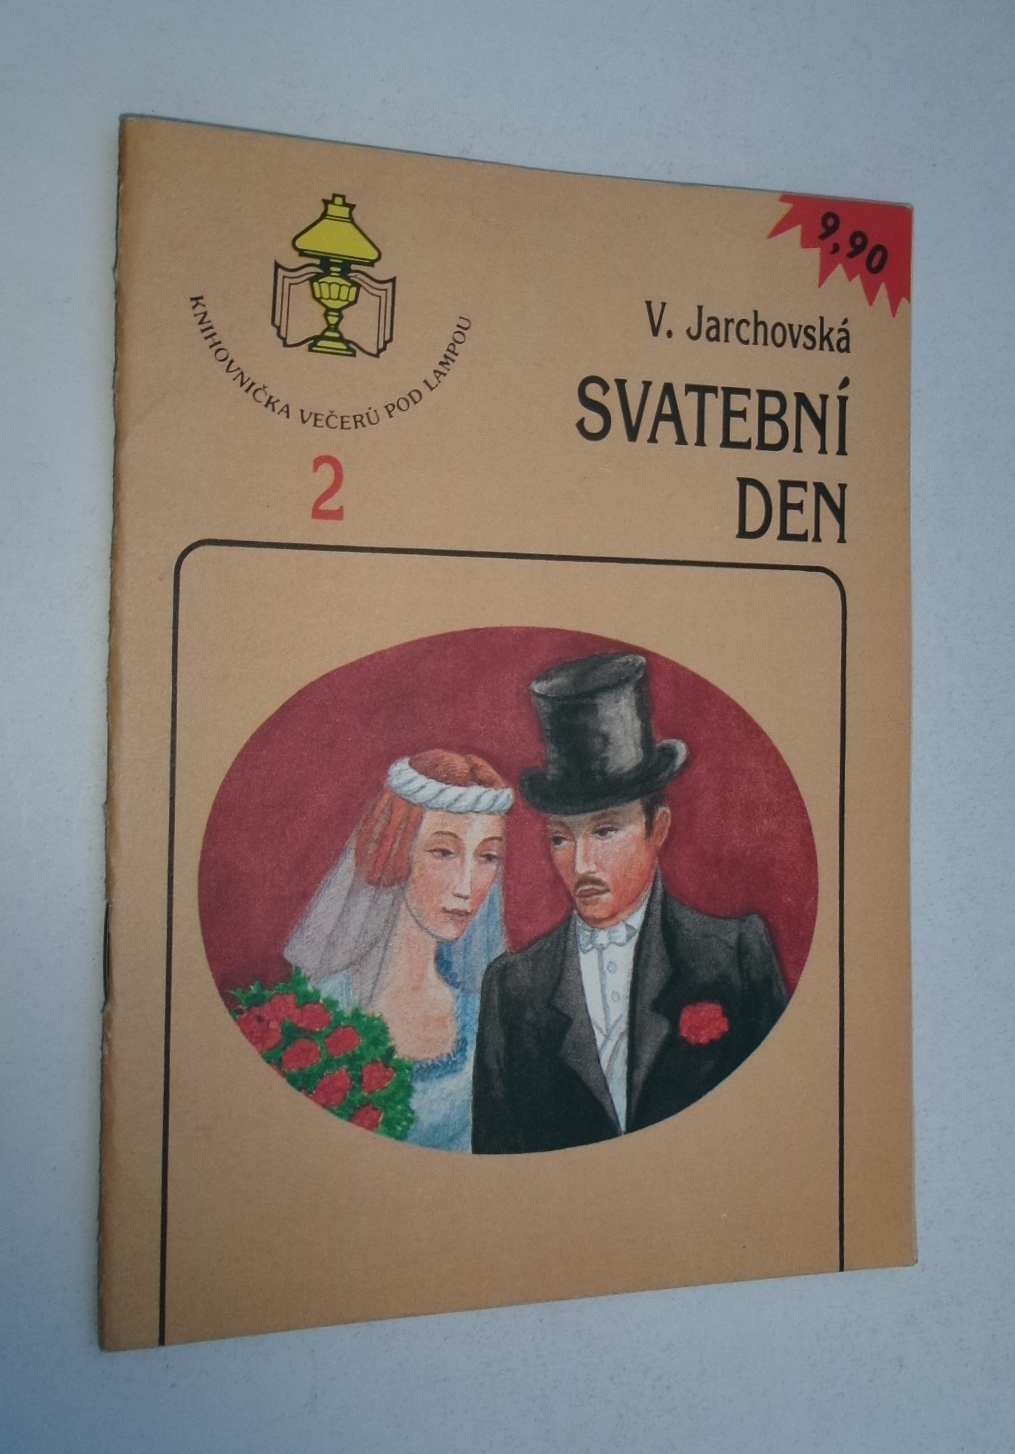 KNIHOVNIČKA VEČERŮ POD LAMPOU
2
9,90
V. Jarchovská
SVATEBNÍ
DEN